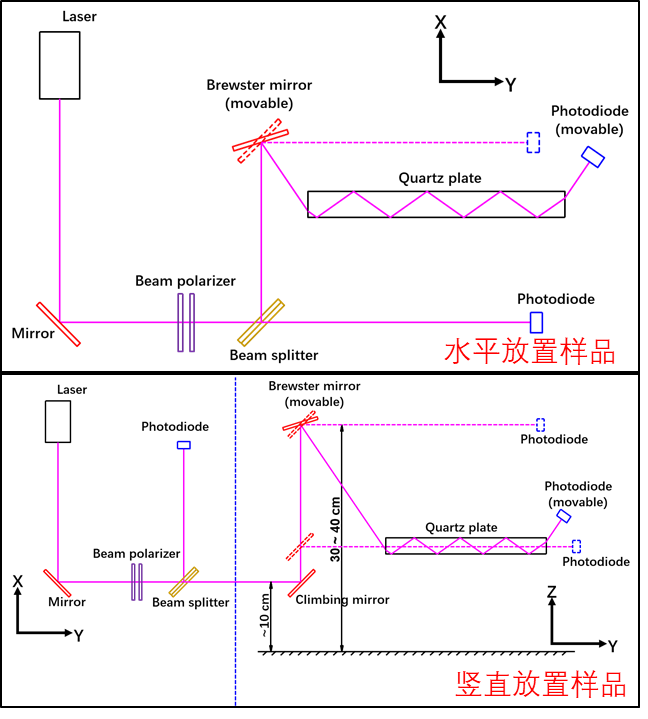 Laser
X
Y
Brewster mirror
(movable)
Photodiode
(movable)
Quartz plate
Beam polarizer
Photodiode
Mirror
Beam splitter
水平放置样品
Laser
Brewster mirror
(movable)
Photodiode
Photodiode
Photodiode
(movable)
30 ~ 40 cm
Quartz plate
Beam polarizer
Photodiode
X
Mirror
Beam splitter
~10 cm
Climbing mirror
Z
Y
Y
竖直放置样品